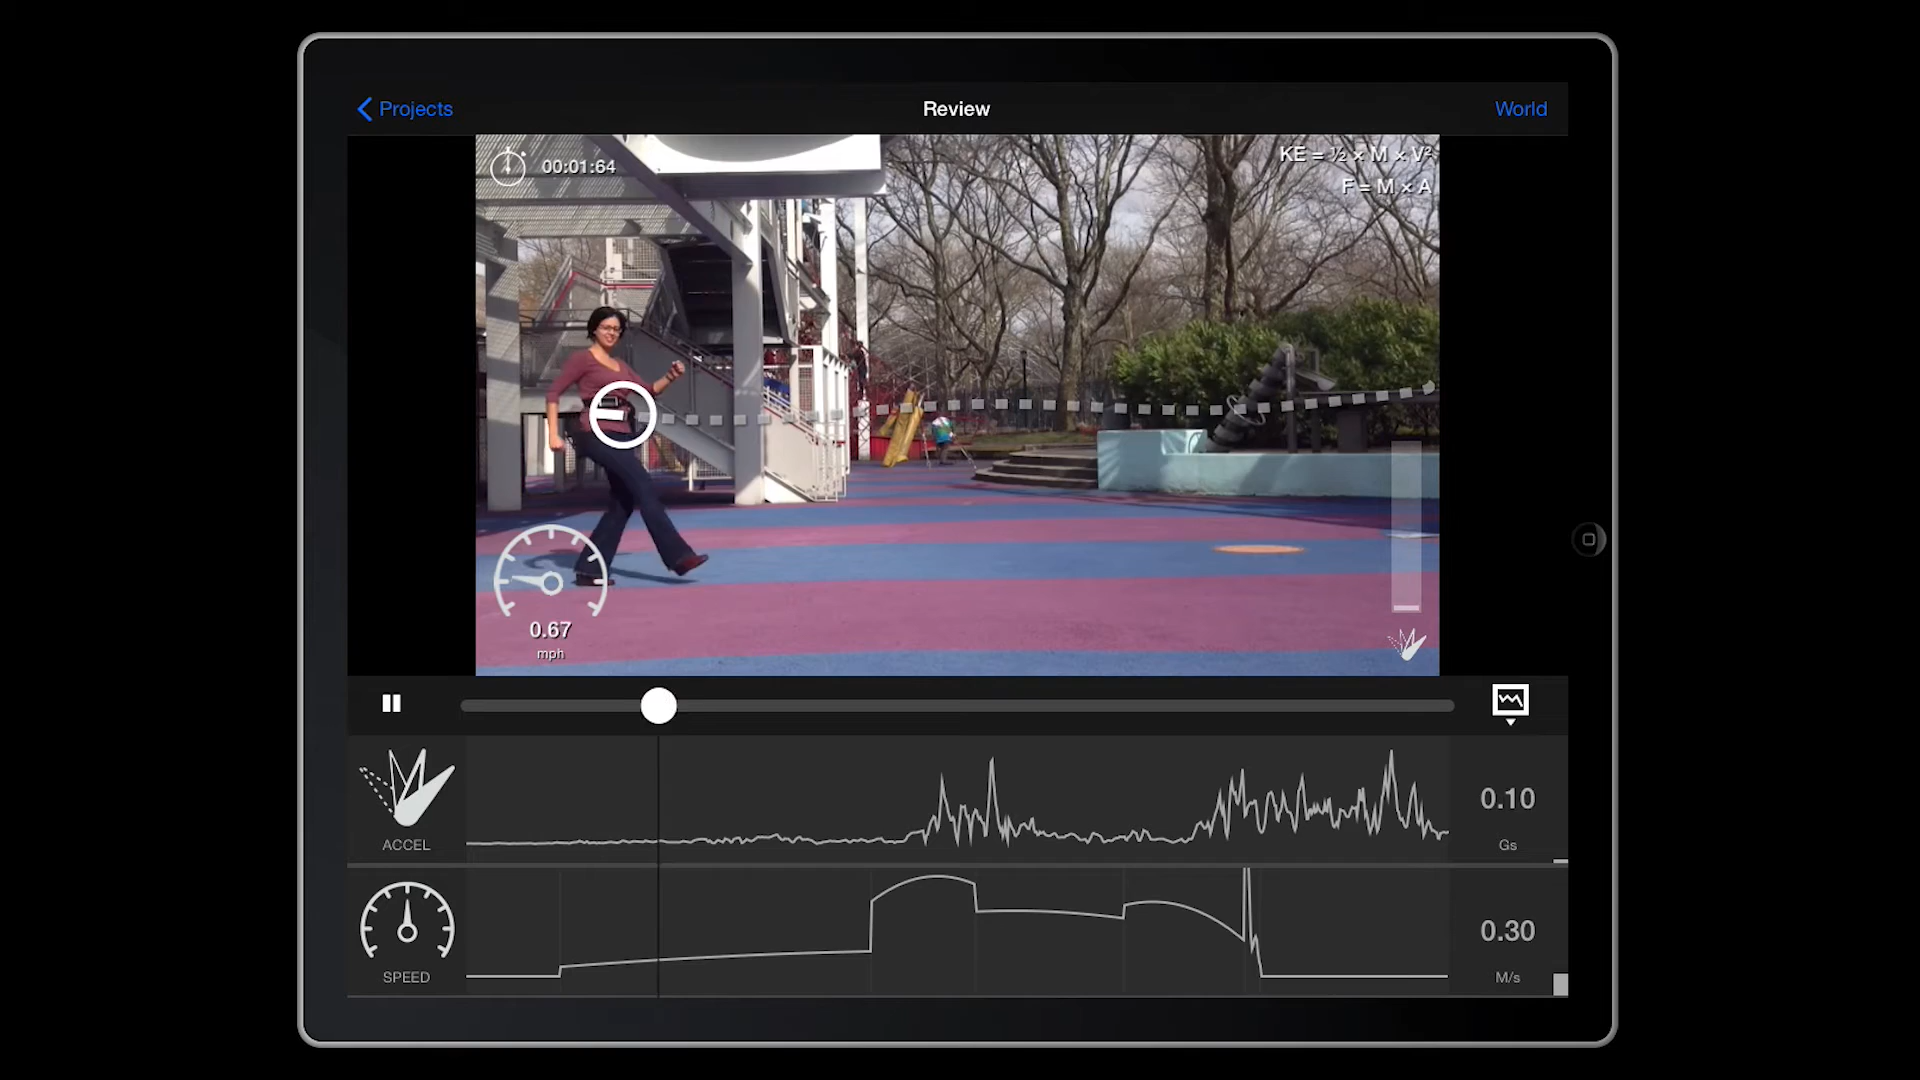 Projects
Review
World
00:01:64
KE = ½ × M × V²
F = M × A
0.67
mph
ACCEL
0.10
Gs
SPEED
0.30
M/s